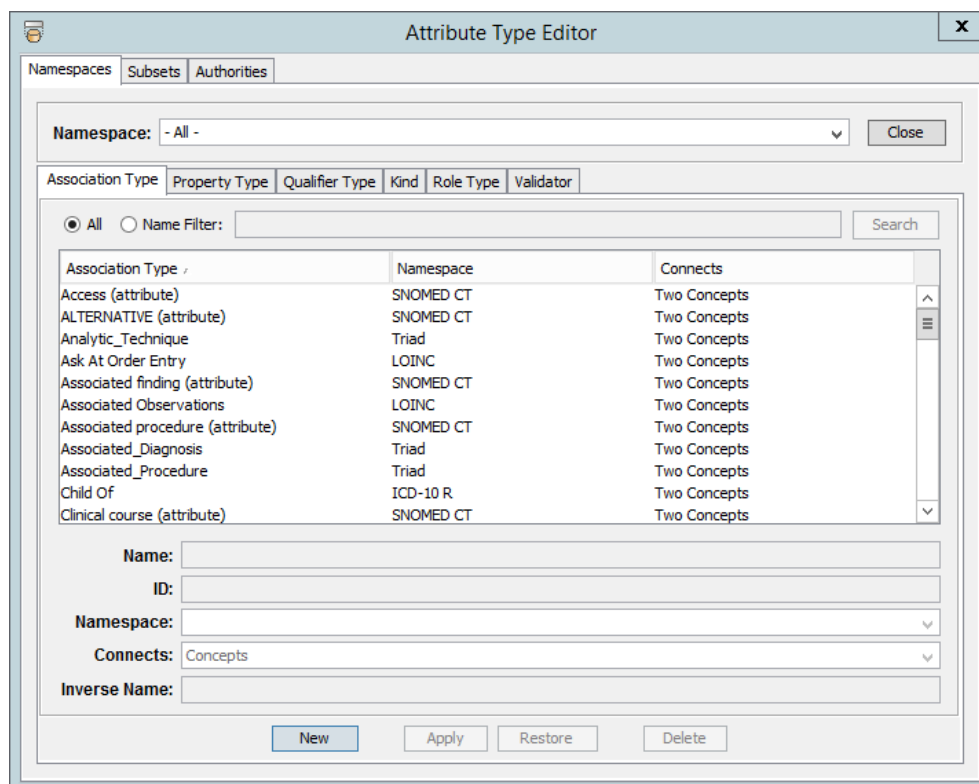 Attribute Type Editor
x
Namespaces Subsets Authorities
Namespace: - All - Close
Association Type Property Type Qualifier Type Kind Role Type Validator
All Name Filter: Search
Association Type Namespace Connects
Access (attribute) SNOMED CT Two Concepts
ALTERNATIVE (attribute) SNOMED CT Two Concepts
Analytic_Technique Triad Two Concepts
Ask At Order Entry LOINC Two Concepts
Associated finding (attribute) SNOMED CT Two Concepts
Associated Observations LOINC Two Concepts
Associated procedure (attribute) SNOMED CT Two Concepts
Associated_Diagnosis Triad Two Concepts
Associated_Procedure Triad Two Concepts
Child Of ICD-10 R Two Concepts
Clinical course (attribute) SNOMED CT Two Concepts
Name:
ID:
Namespace:
Connects: Concepts
Inverse Name:
New Apply Restore Delete